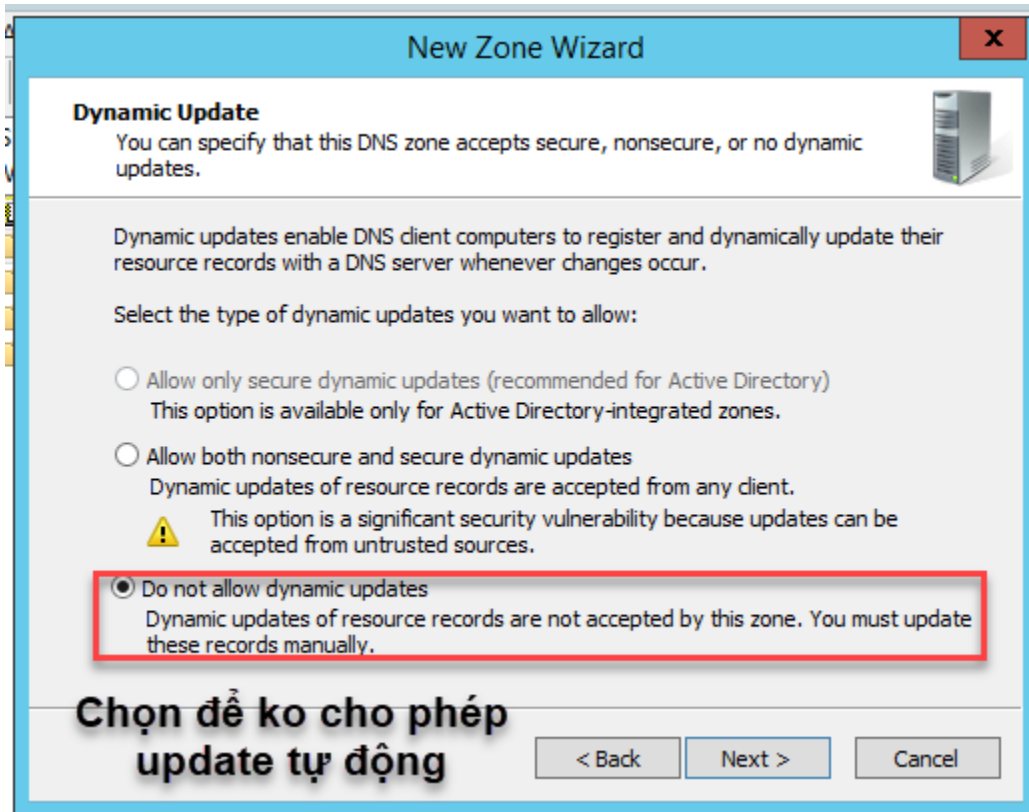 New Zone Wizard
x
Dynamic Update
You can specify that this DNS zone accepts secure, nonsecure, or no dynamic
updates.
Dynamic updates enable DNS client computers to register and dynamically update their
resource records with a DNS server whenever changes occur.
Select the type of dynamic updates you want to allow:
Allow only secure dynamic updates (recommended for Active Directory)
This option is available only for Active Directory-integrated zones.
Allow both nonsecure and secure dynamic updates
Dynamic updates of resource records are accepted from any client.
This option is a significant security vulnerability because updates can be
accepted from untrusted sources.
Do not allow dynamic updates
Dynamic updates of resource records are not accepted by this zone. You must update
these records manually.
Chọn để ko cho phép
update tự động
< Back Next > Cancel